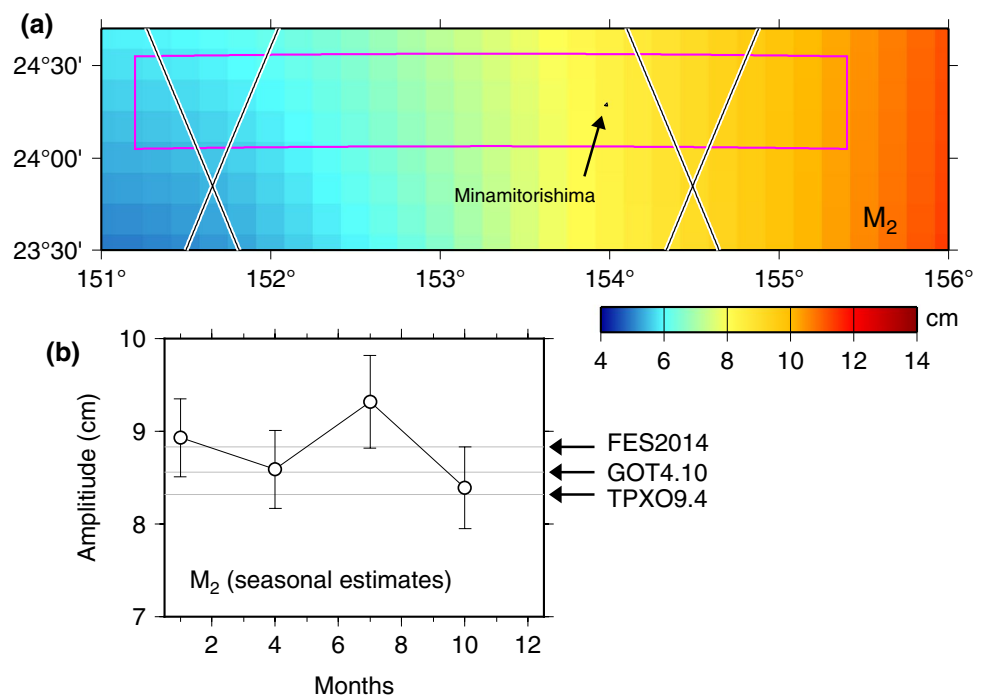 (a)
24°30'
24°00'
23°30'
Minamitorishima
M₂
151° 152° 153° 154° 155° 156°
cm
4 6 8 10 12 14
(b)
10
9
8
7
Amplitiude (cm)
FES2014
GOT4.10
TPXO9.4
M₂ (seasonal estimates)
2 4 6 8 10 12
Months